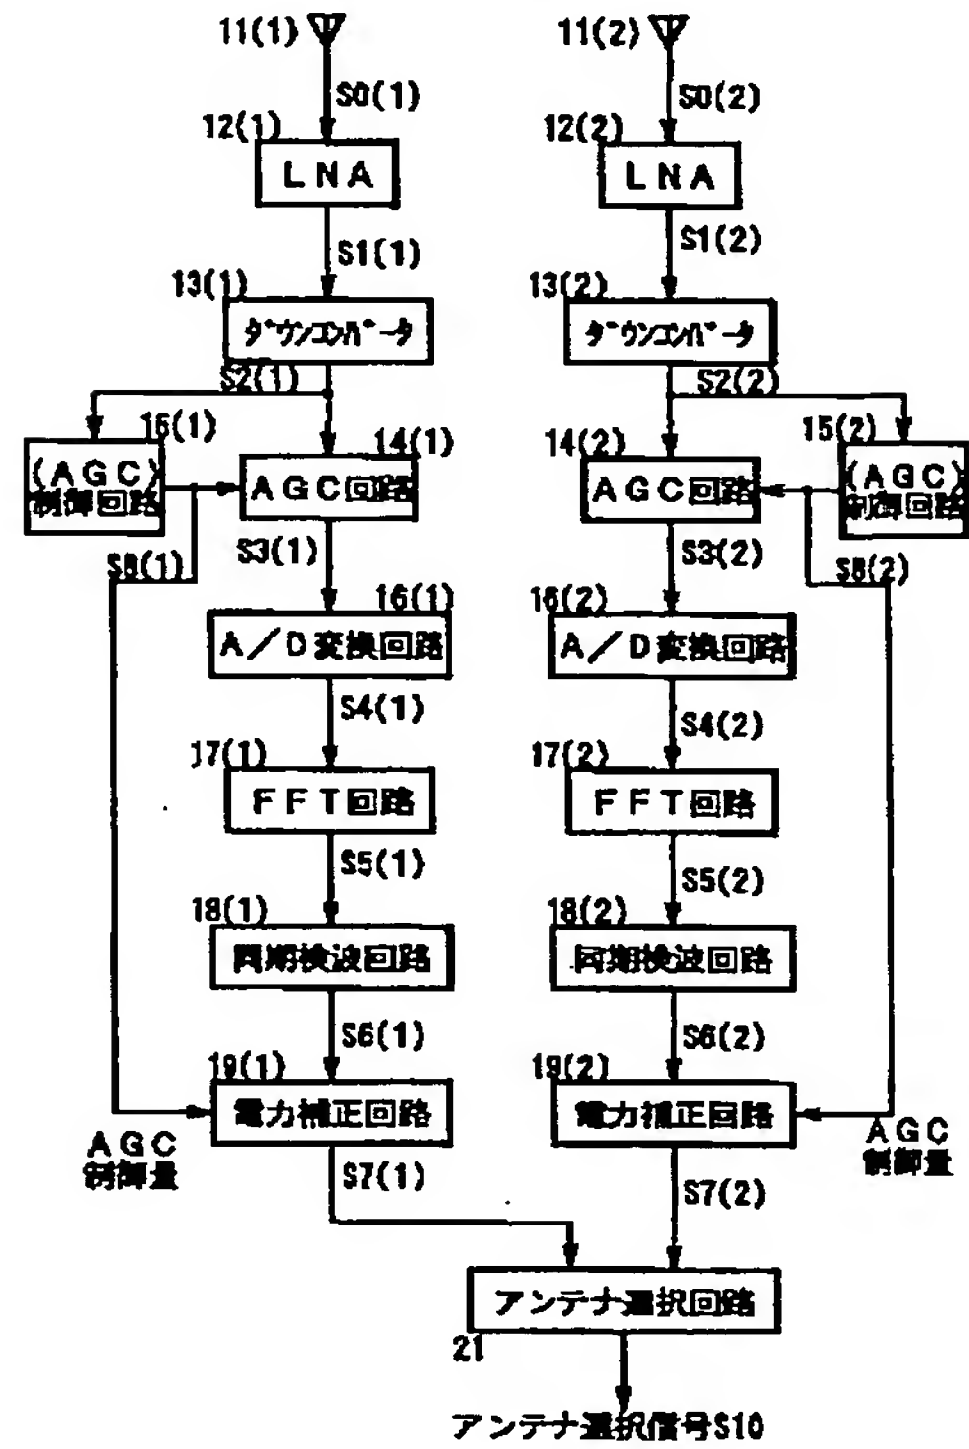 11(1)
11(2)
S0(1)
S0(2)
12(1)
12(2)
LNA
LNA
S1(1)
S1(2)
13(1)
13(2)
ダウンコンバータ
ダウンコンバータ
S2(1)
S2(2)
15(1)
15(2)
14(1)
14(2)
(AGC)
制御回路
AGC回路
AGC回路
(AGC)
制御回路
S3(1)
S3(2)
S8(1)
S8(2)
16(1)
16(2)
A/D変換回路
A/D変換回路
S4(1)
S4(2)
17(1)
17(2)
FFT回路
FFT回路
S5(1)
S5(2)
18(1)
18(2)
同期検波回路
同期検波回路
S6(1)
S6(2)
19(1)
19(2)
電力補正回路
電力補正回路
AGC
制御量
AGC
制御量
S7(1)
S7(2)
アンテナ選択回路
21
アンテナ選択信号S10